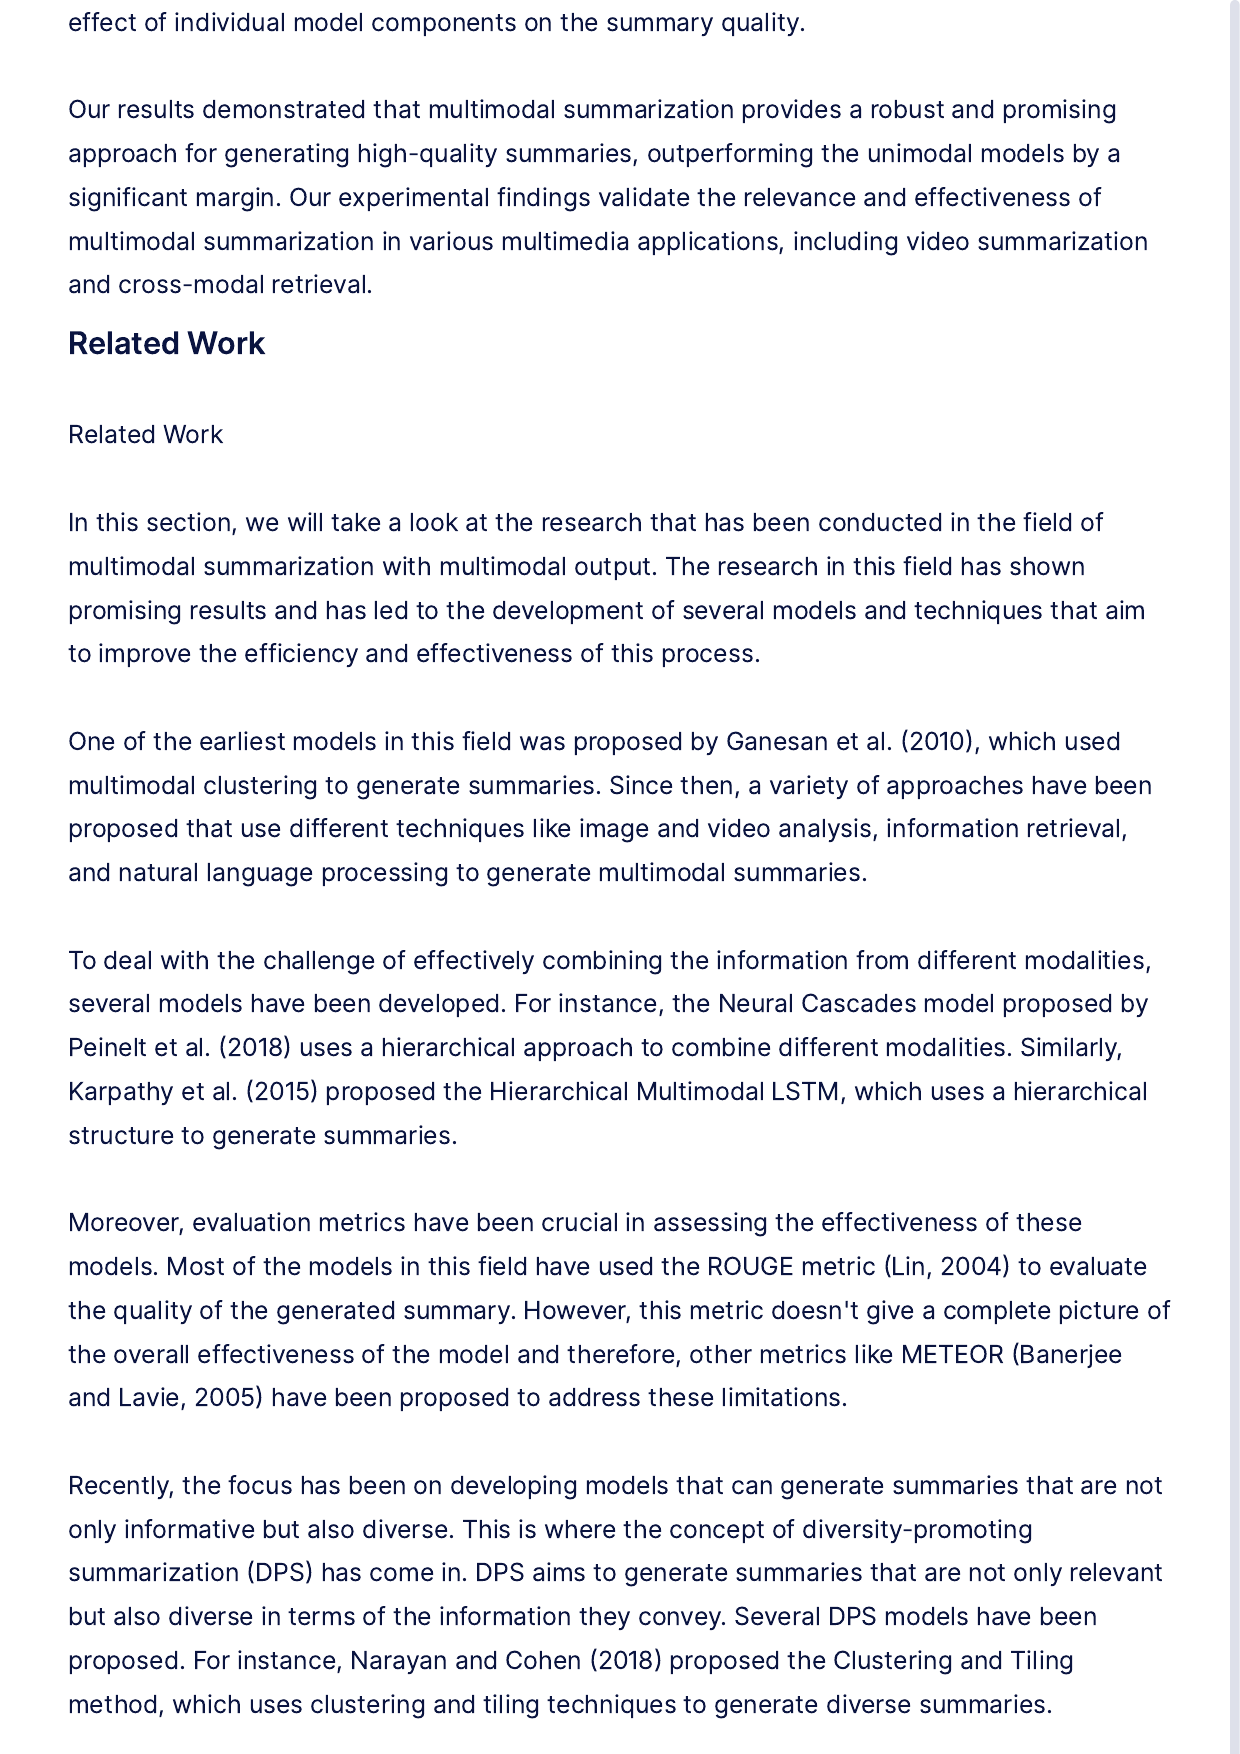 effect of individual model components on the summary quality.
Our results demonstrated that multimodal summarization provides a robust and promising
approach for generating high-quality summaries, outperforming the unimodal models by a
significant margin. Our experimental findings validate the relevance and effectiveness of
multimodal summarization in various multimedia applications, including video summarization
and cross-modal retrieval.
Related Work
Related Work
In this section, we will take a look at the research that has been conducted in the field of
multimodal summarization with multimodal output. The research in this field has shown
promising results and has led to the development of several models and techniques that aim
to improve the efficiency and effectiveness of this process.
One of the earliest models in this field was proposed by Ganesan et al. (2010), which used
multimodal clustering to generate summaries. Since then, a variety of approaches have been
proposed that use different techniques like image and video analysis, information retrieval,
and natural language processing to generate multimodal summaries.
To deal with the challenge of effectively combining the information from different modalities,
several models have been developed. For instance, the Neural Cascades model proposed by
Peinelt et al. (2018) uses a hierarchical approach to combine different modalities. Similarly,
Karpathy et al. (2015) proposed the Hierarchical Multimodal LSTM, which uses a hierarchical
structure to generate summaries.
Moreover, evaluation metrics have been crucial in assessing the effectiveness of these
models. Most of the models in this field have used the ROUGE metric (Lin, 2004) to evaluate
the quality of the generated summary. However, this metric doesn't give a complete picture of
the overall effectiveness of the model and therefore, other metrics like METEOR (Banerjee
and Lavie, 2005) have been proposed to address these limitations.
Recently, the focus has been on developing models that can generate summaries that are not
only informative but also diverse. This is where the concept of diversity-promoting
summarization (DPS) has come in. DPS aims to generate summaries that are not only relevant
but also diverse in terms of the information they convey. Several DPS models have been
proposed. For instance, Narayan and Cohen (2018) proposed the Clustering and Tiling
method, which uses clustering and tiling techniques to generate diverse summaries.